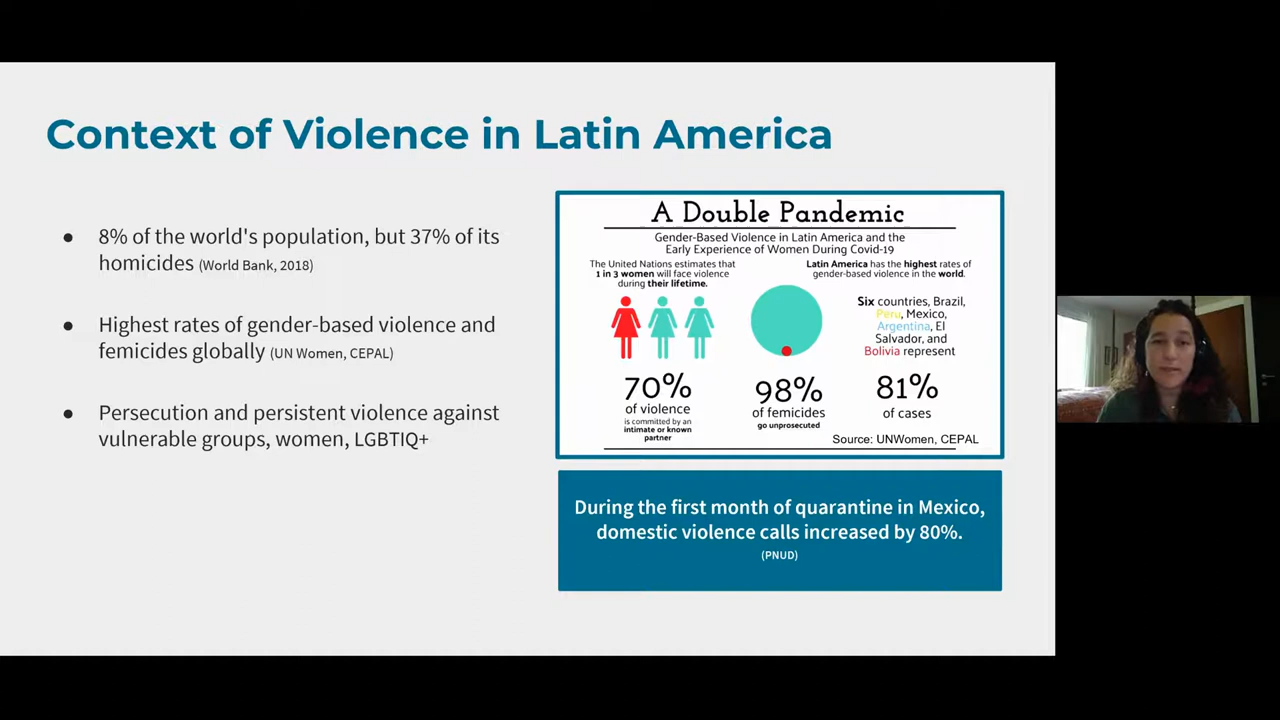 Context of Violence in Latin America
● 8% of the world's population, but 37% of its
homicides (World Bank, 2018)
● Highest rates of gender-based violence and
femicides globally (UN Women, CEPAL)
● Persecution and persistent violence against
vulnerable groups, women, LGBTIQ+
A Double Pandemic
Gender-Based Violence in Latin America and the
Early Experience of Women During Covid-19
The United Nations estimates that
1 in 3 women will face violence
during their lifetime.
70%
of violence
is committed by an
intimate or known
partner
98%
of femicides
go unprosecuted
Latin America has the highest rates of
gender-based violence in the world.
Six countries, Brazil,
Peru, Mexico,
Argentina, El
Salvador, and
Bolivia represent
81%
of cases
Source: UNWomen, CEPAL
During the first month of quarantine in Mexico,
domestic violence calls increased by 80%.
(PNUD)